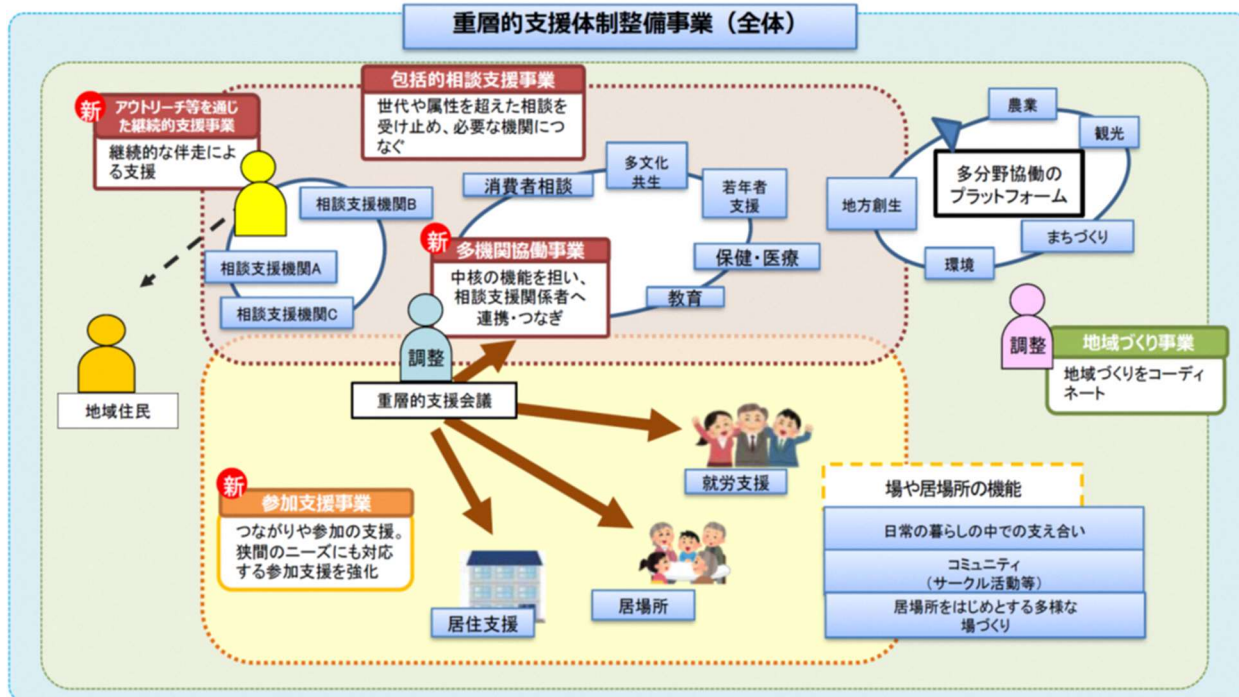 重層的支援体制整備事業（全体）
新
アウトリーチ等を通じ
た継続的支援事業
継続的な伴走によ
る支援
包括的相談支援事業
世代や属性を超えた相談を
受け止め、必要な機関につ
なぐ
相談支援機関B
相談支援機関A
相談支援機関C
消費者相談
多文化
共生
若年者
支援
保健・医療
教育
新
多機関協働事業
中核の機能を担い、
相談支援関係者へ
連携・つなぎ
調整
重層的支援会議
農業
観光
多分野協働の
プラットフォーム
地方創生
まちづくり
環境
調整
地域づくり事業
地域づくりをコーディ
ネート
地域住民
新
参加支援事業
つながりや参加の支援。
狭間のニーズにも対応
する参加支援を強化
就労支援
居場所
居住支援
場や居場所の機能
日常の暮らしの中での支え合い
コミュニティ
（サークル活動等）
居場所をはじめとする多様な
場づくり